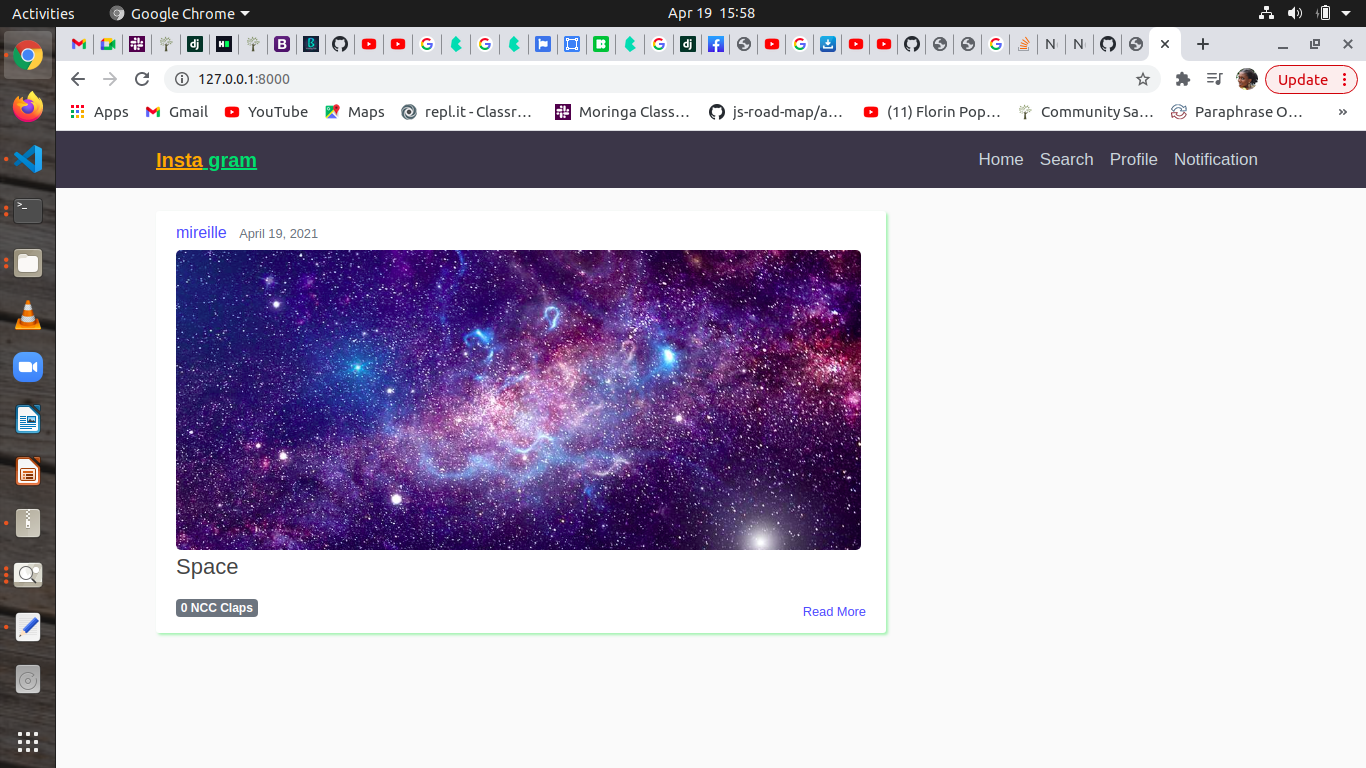 Activities Google Chrome Apr 19 15:58
N N
127.0.0.1:8000 Update
Apps Gmail YouTube Maps repl.it - Classr… Moringa Class… js-road-map/a… (11) Florin Pop… Community Sa… Paraphrase O… »
Insta gram Home Search Profile Notification
mireille April 19, 2021
Space
0 NCC Claps Read More